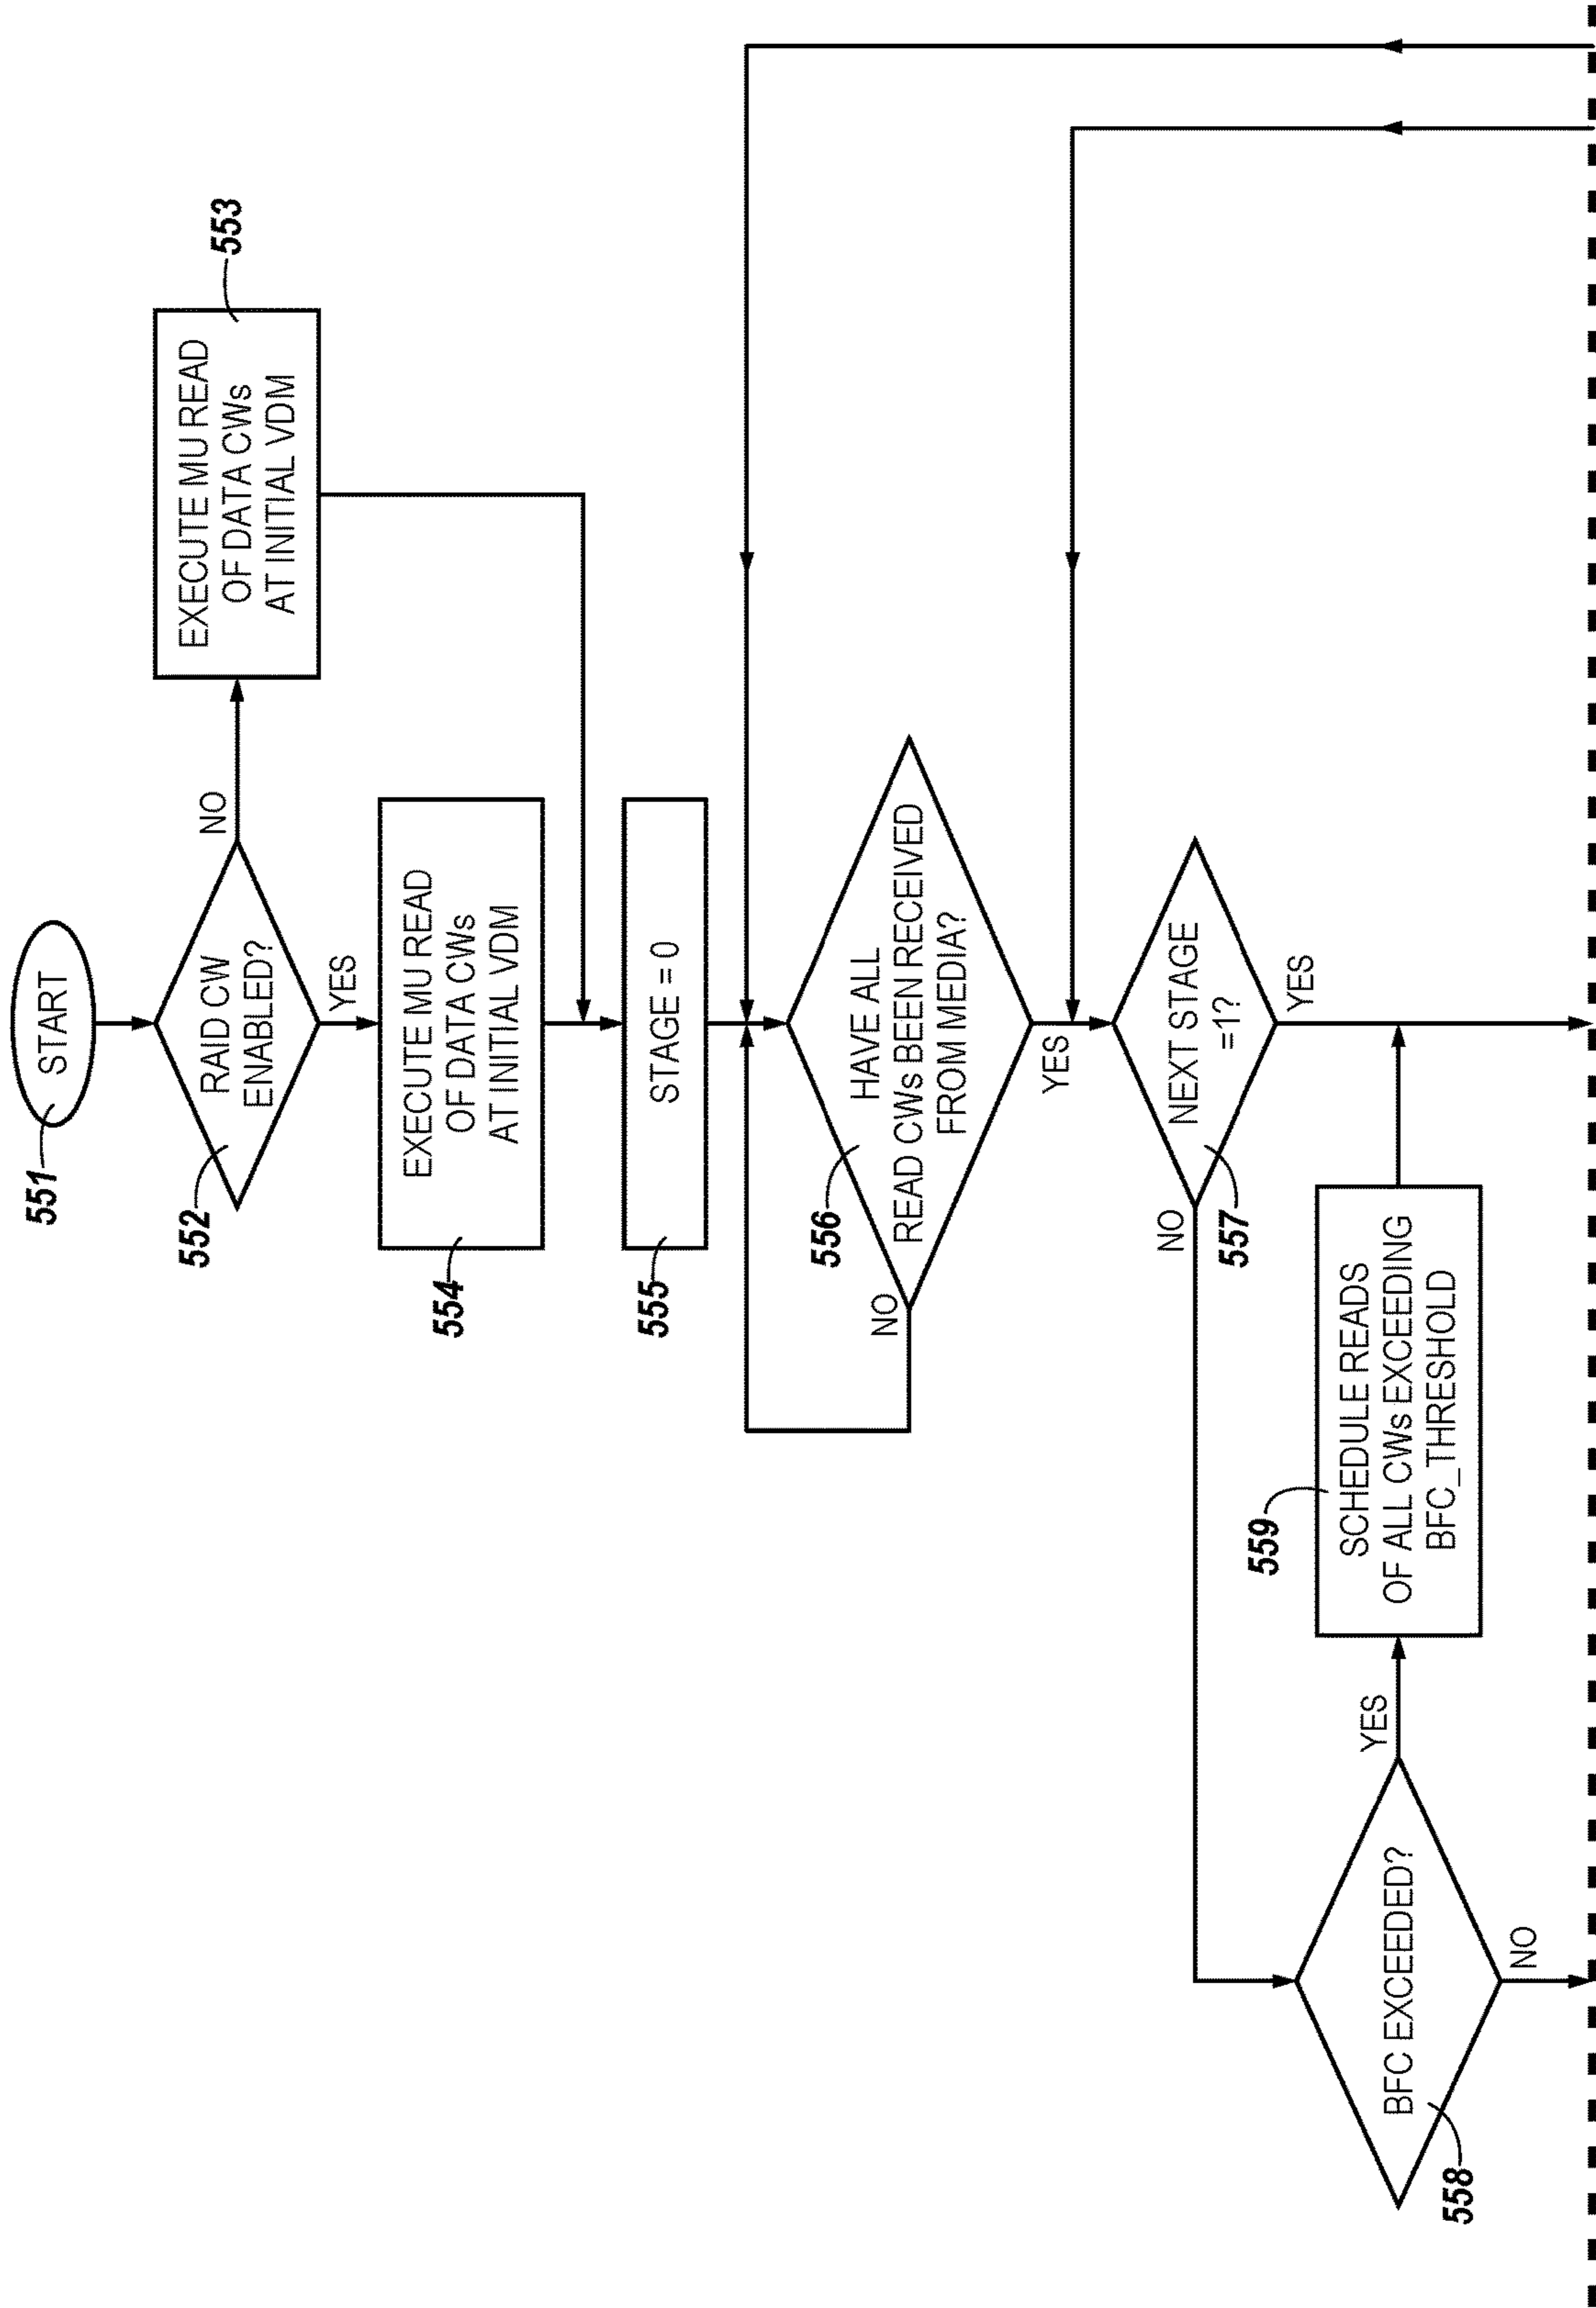 551
START
552
RAID CW
ENABLED?
NO
YES
553
EXECUTE MU READ
OF DATA CWs
AT INITIAL VDM
554
EXECUTE MU READ
OF DATA CWs
AT INITIAL VDM
555
STAGE = 0
556
HAVE ALL
READ CWs BEEN RECEIVED
FROM MEDIA?
NO
YES
557
NEXT STAGE
=1?
NO
YES
558
BFC EXCEEDED?
YES
NO
559
SCHEDULE READS
OF ALL CWs EXCEEDING
BFC_THRESHOLD